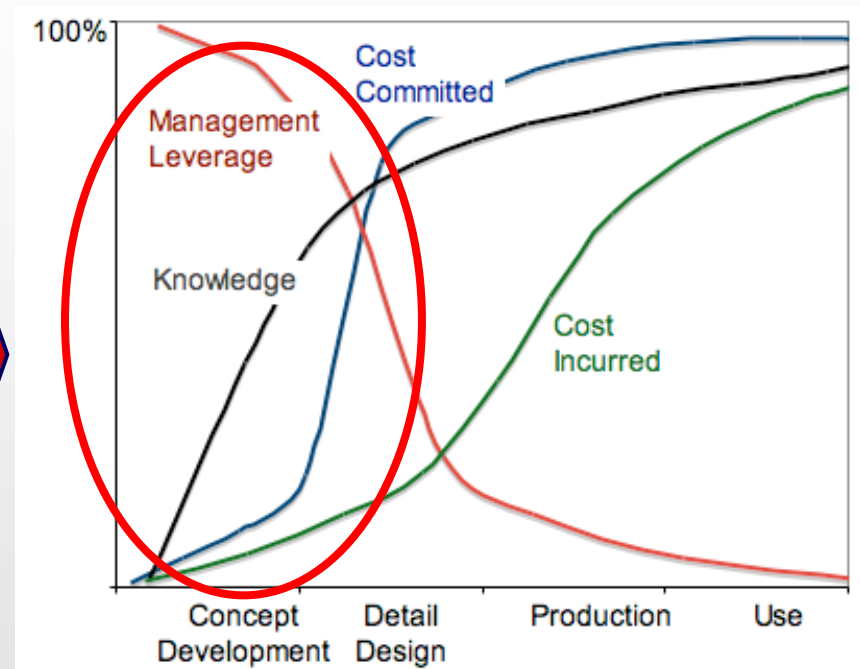 100%
Cost
Committed
Management
Leverage
Knowledge
Cost
Incurred
Concept
Development
Detail
Design
Production
Use